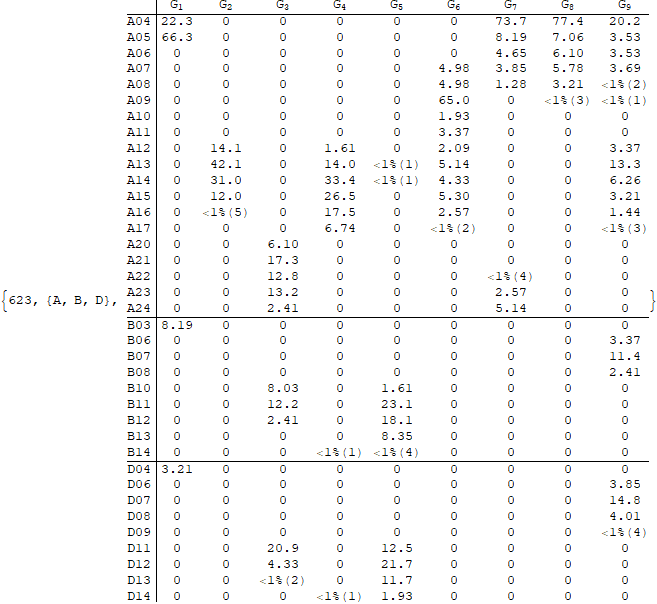 G1 G2 G3 G4 G5 G6 G7 G8 G9
A04 22.3 0 0 0 0 0 73.7 77.4 20.2
A05 66.3 0 0 0 0 0 8.19 7.06 3.53
A06 0 0 0 0 0 0 4.65 6.10 3.53
A07 0 0 0 0 0 4.98 3.85 5.78 3.69
A08 0 0 0 0 0 4.98 1.28 3.21 <1%(2)
A09 0 0 0 0 0 65.0 0 <1%(3) <1%(1)
A10 0 0 0 0 0 1.93 0 0 0
A11 0 0 0 0 0 3.37 0 0 0
A12 0 14.1 0 1.61 0 2.09 0 0 3.37
A13 0 42.1 0 14.0 <1%(1) 5.14 0 0 13.3
A14 0 31.0 0 33.4 <1%(1) 4.33 0 0 6.26
A15 0 12.0 0 26.5 0 5.30 0 0 3.21
A16 0 <1%(5) 0 17.5 0 2.57 0 0 1.44
A17 0 0 0 6.74 0 <1%(2) 0 0 <1%(3)
A20 0 0 6.10 0 0 0 0 0 0
A21 0 0 17.3 0 0 0 0 0 0
A22 0 0 12.8 0 0 0 <1%(4) 0 0
{623, {A, B, D}, A23 0 0 13.2 0 0 0 2.57 0 0 }
A24 0 0 2.41 0 0 0 5.14 0 0
B03 8.19 0 0 0 0 0 0 0 0
B06 0 0 0 0 0 0 0 0 3.37
B07 0 0 0 0 0 0 0 0 11.4
B08 0 0 0 0 0 0 0 0 2.41
B10 0 0 8.03 0 1.61 0 0 0 0
B11 0 0 12.2 0 23.1 0 0 0 0
B12 0 0 2.41 0 18.1 0 0 0 0
B13 0 0 0 0 8.35 0 0 0 0
B14 0 0 0 <1%(1) <1%(4) 0 0 0 0
D04 3.21 0 0 0 0 0 0 0 0
D06 0 0 0 0 0 0 0 0 3.85
D07 0 0 0 0 0 0 0 0 14.8
D08 0 0 0 0 0 0 0 0 4.01
D09 0 0 0 0 0 0 0 0 <1%(4)
D11 0 0 20.9 0 12.5 0 0 0 0
D12 0 0 4.33 0 21.7 0 0 0 0
D13 0 0 <1%(2) 0 11.7 0 0 0 0
D14 0 0 0 <1%(1) 1.93 0 0 0 0